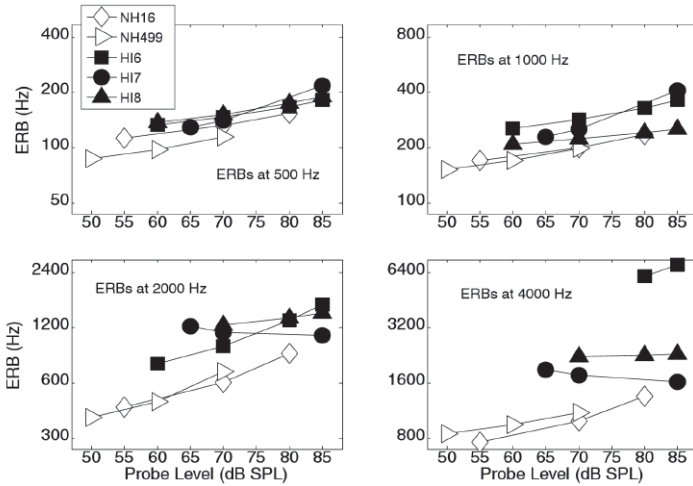 NH16
NH499
HI6
HI7
HI8
400
200
100
50
ERB (Hz)
ERBs at 500 Hz
50 55 60 65 70 75 80 85
800
400
200
100
ERBs at 1000 Hz
50 55 60 65 70 75 80 85
2400
1200
600
300
ERB (Hz)
ERBs at 2000 Hz
50 55 60 65 70 75 80 85
Probe Level (dB SPL)
6400
3200
1600
800
ERBs at 4000 Hz
50 55 60 65 70 75 80 85
Probe Level (dB SPL)